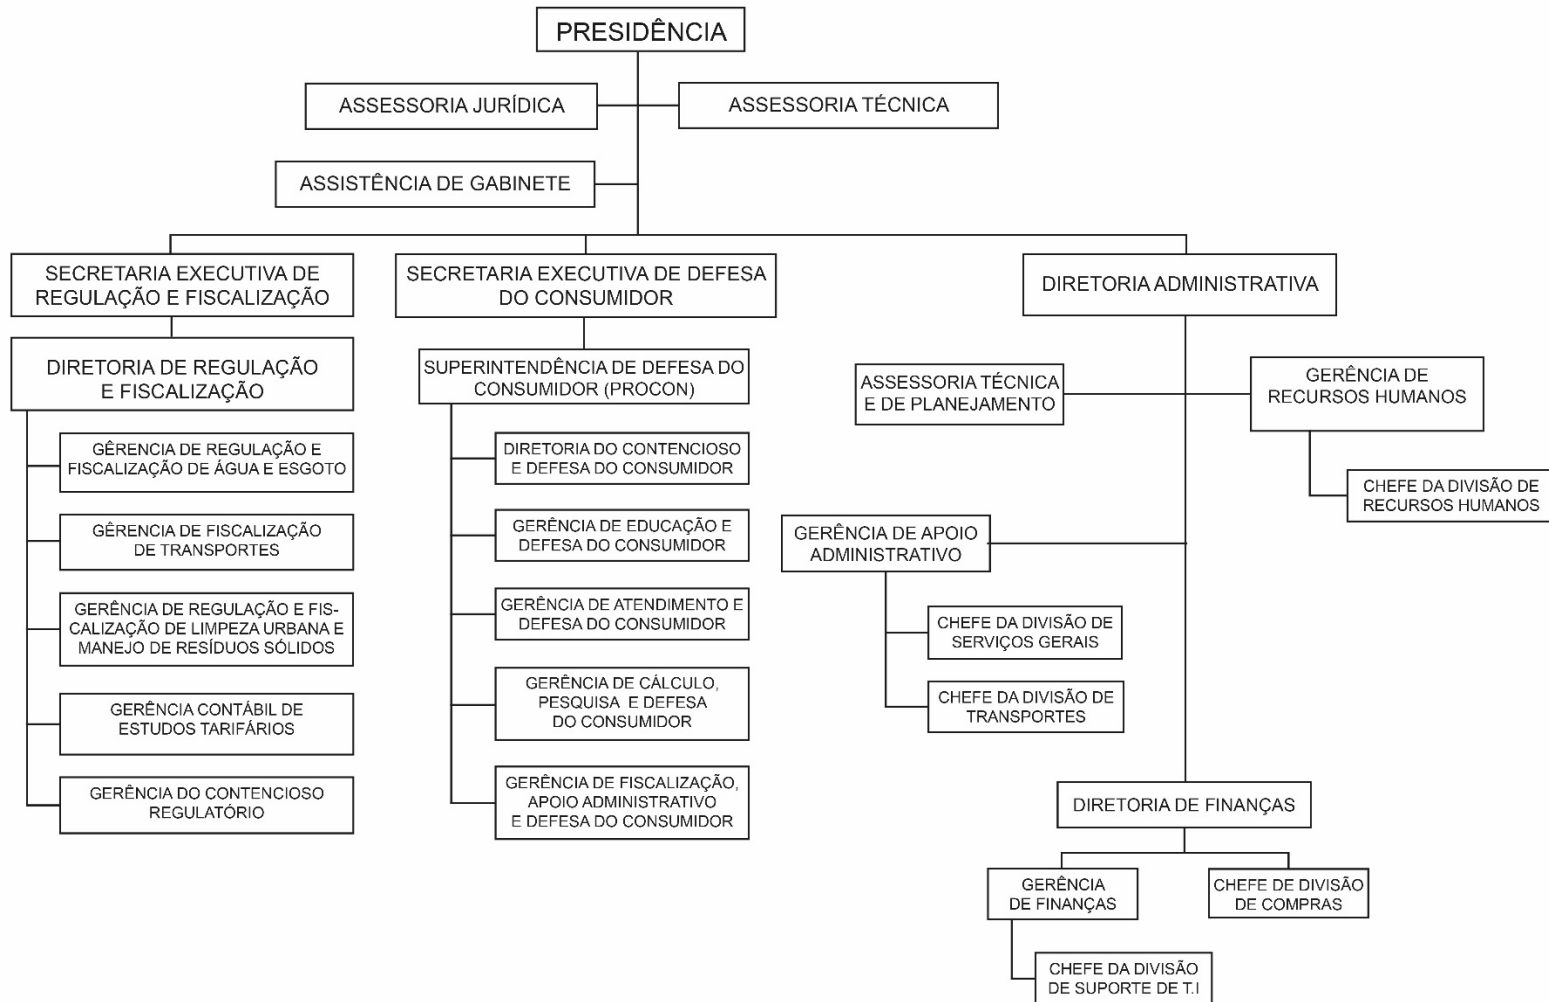 PRESIDÊNCIA
ASSESSORIA JURÍDICA
ASSESSORIA TÉCNICA
ASSISTÊNCIA DE GABINETE
SECRETARIA EXECUTIVA DE
REGULAÇÃO E FISCALIZAÇÃO
DIRETORIA DE REGULAÇÃO
E FISCALIZAÇÃO
GÊRENCIA DE REGULAÇÃO E
FISCALIZAÇÃO DE ÁGUA E ESGOTO
GÊRENCIA DE FISCALIZAÇÃO
DE TRANSPORTES
GERÊNCIA DE REGULAÇÃO E FIS-
CALIZAÇÃO DE LIMPEZA URBANA E
MANEJO DE RESÍDUOS SÓLIDOS
GERÊNCIA CONTÁBIL DE
ESTUDOS TARIFÁRIOS
GERÊNCIA DO CONTENCIOSO
REGULATÓRIO
SECRETARIA EXECUTIVA DE DEFESA
DO CONSUMIDOR
SUPERINTENDÊNCIA DE DEFESA DO
CONSUMIDOR (PROCON)
DIRETORIA DO CONTENCIOSO
E DEFESA DO CONSUMIDOR
GERÊNCIA DE EDUCAÇÃO E
DEFESA DO CONSUMIDOR
GERÊNCIA DE ATENDIMENTO E
DEFESA DO CONSUMIDOR
GERÊNCIA DE CÁLCULO,
PESQUISA E DEFESA
DO CONSUMIDOR
GERÊNCIA DE FISCALIZAÇÃO,
APOIO ADMINISTRATIVO
E DEFESA DO CONSUMIDOR
DIRETORIA ADMINISTRATIVA
ASSESSORIA TÉCNICA
E DE PLANEJAMENTO
GERÊNCIA DE
RECURSOS HUMANOS
CHEFE DA DIVISÃO DE
RECURSOS HUMANOS
GERÊNCIA DE APOIO
ADMINISTRATIVO
CHEFE DA DIVISÃO DE
SERVIÇOS GERAIS
CHEFE DA DIVISÃO DE
TRANSPORTES
DIRETORIA DE FINANÇAS
GERÊNCIA
DE FINANÇAS
CHEFE DE DIVISÃO
DE COMPRAS
CHEFE DA DIVISÃO
DE SUPORTE DE T.I